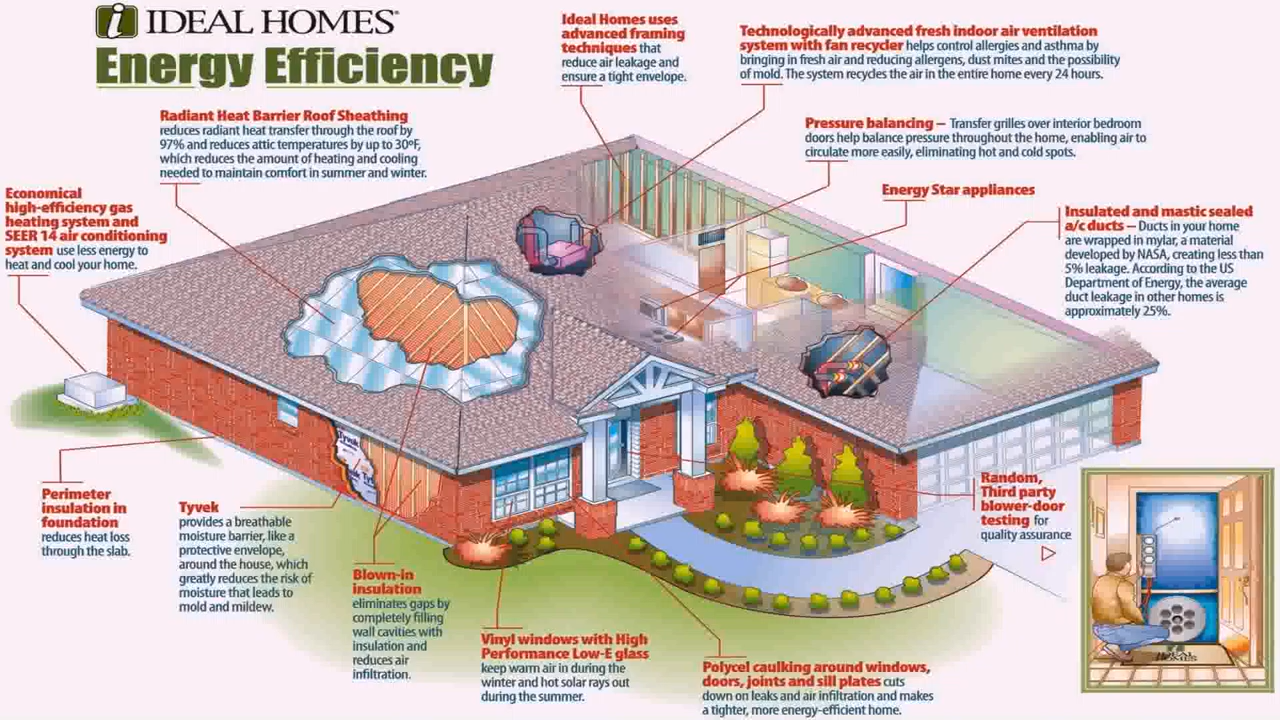 i IDEAL HOMES®
Energy Efficiency
Ideal Homes uses
advanced framing
techniques that
reduce air leakage and
ensure a tight envelope.
Technologically advanced fresh indoor air ventilation
system with fan recycler helps control allergies and asthma by
bringing in fresh air and reducing allergens, dust mites and the possibility
of mold. The system recycles the air in the entire home every 24 hours.
Radiant Heat Barrier Roof Sheathing
reduces radiant heat transfer through the roof by
97% and reduces attic temperatures by up to 30ºF,
which reduces the amount of heating and cooling
needed to maintain comfort in summer and winter.
Pressure balancing – Transfer grilles over interior bedroom
doors help balance pressure throughout the home, enabling air to
circulate more easily, eliminating hot and cold spots.
Energy Star appliances
Economical
high-efficiency gas
heating system and
SEER 14 air conditioning
system use less energy to
heat and cool your home.
Insulated and mastic sealed
a/c ducts – Ducts in your home
are wrapped in mylar, a material
developed by NASA, creating less than
5% leakage. According to the US
Department of Energy, the average
duct leakage in other homes is
approximately 25%.
Tyvek
Perimeter
insulation in
foundation
reduces heat loss
through the slab.
Tyvek
provides a breathable
moisture barrier, like a
protective envelope,
around the house, which
greatly reduces the risk of
moisture that leads to
mold and mildew.
Blown-in
insulation
eliminates gaps by
completely filling
wall cavities with
insulation and
reduces air
infiltration.
Vinyl windows with High
Performance Low-E glass
keep warm air in during the
winter and hot solar rays out
during the summer.
Polycel caulking around windows,
doors, joints and sill plates cuts
down on leaks and air infiltration and makes
a tighter, more energy-efficient home.
Random,
Third party
blower-door
testing for
quality assurance